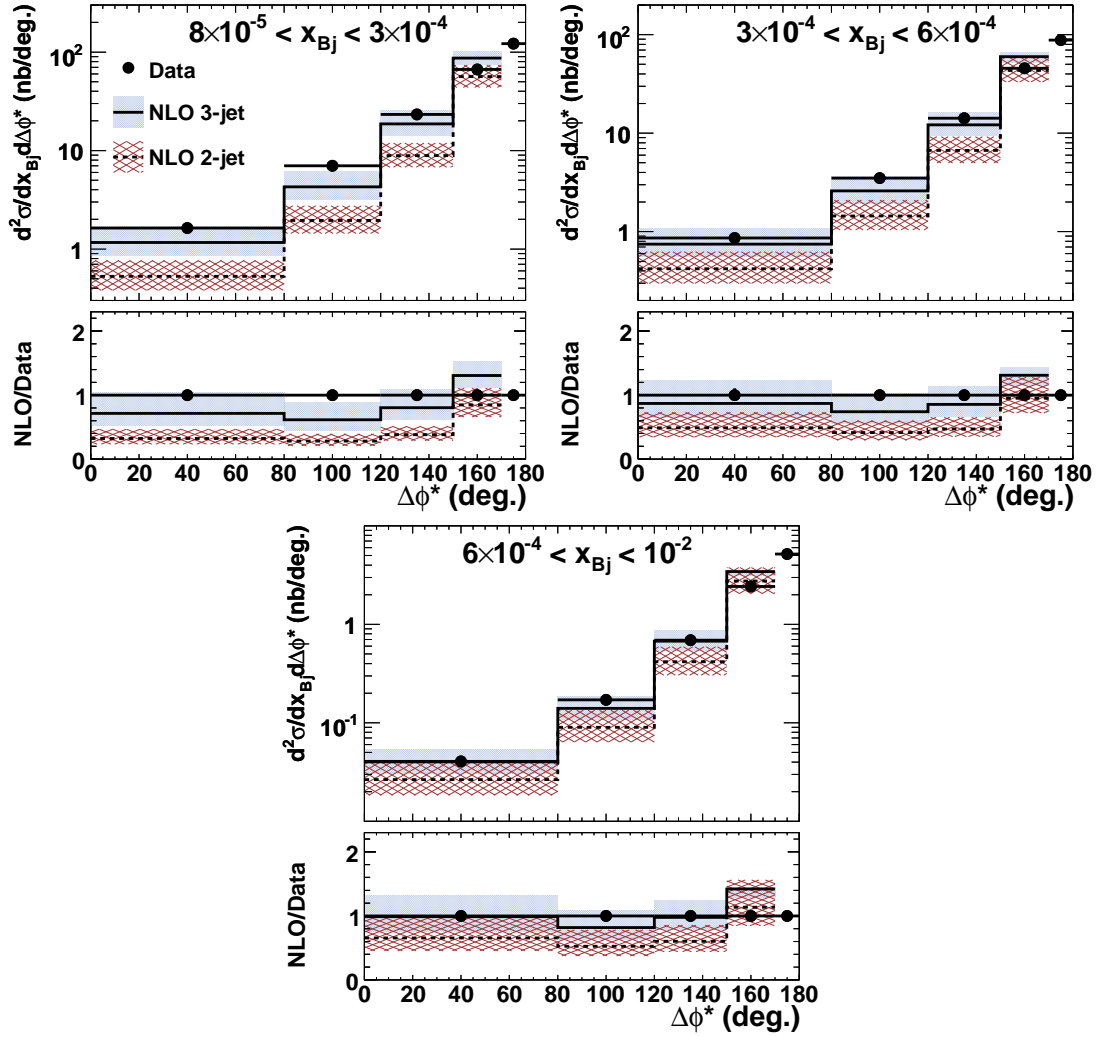 8×10⁻⁵ < x_Bj < 3×10⁻⁴
d²σ/dx_Bj dΔφ* (nb/deg.)
10²
10
1
Data
NLO 3-jet
NLO 2-jet
NLO/Data
2
1
0
0 20 40 60 80 100 120 140 160 180
Δφ* (deg.)
3×10⁻⁴ < x_Bj < 6×10⁻⁴
d²σ/dx_Bj dΔφ* (nb/deg.)
10²
10
1
NLO/Data
2
1
0
0 20 40 60 80 100 120 140 160 180
Δφ* (deg.)
6×10⁻⁴ < x_Bj < 10⁻²
d²σ/dx_Bj dΔφ* (nb/deg.)
1
10⁻¹
NLO/Data
2
1
0
0 20 40 60 80 100 120 140 160 180
Δφ* (deg.)